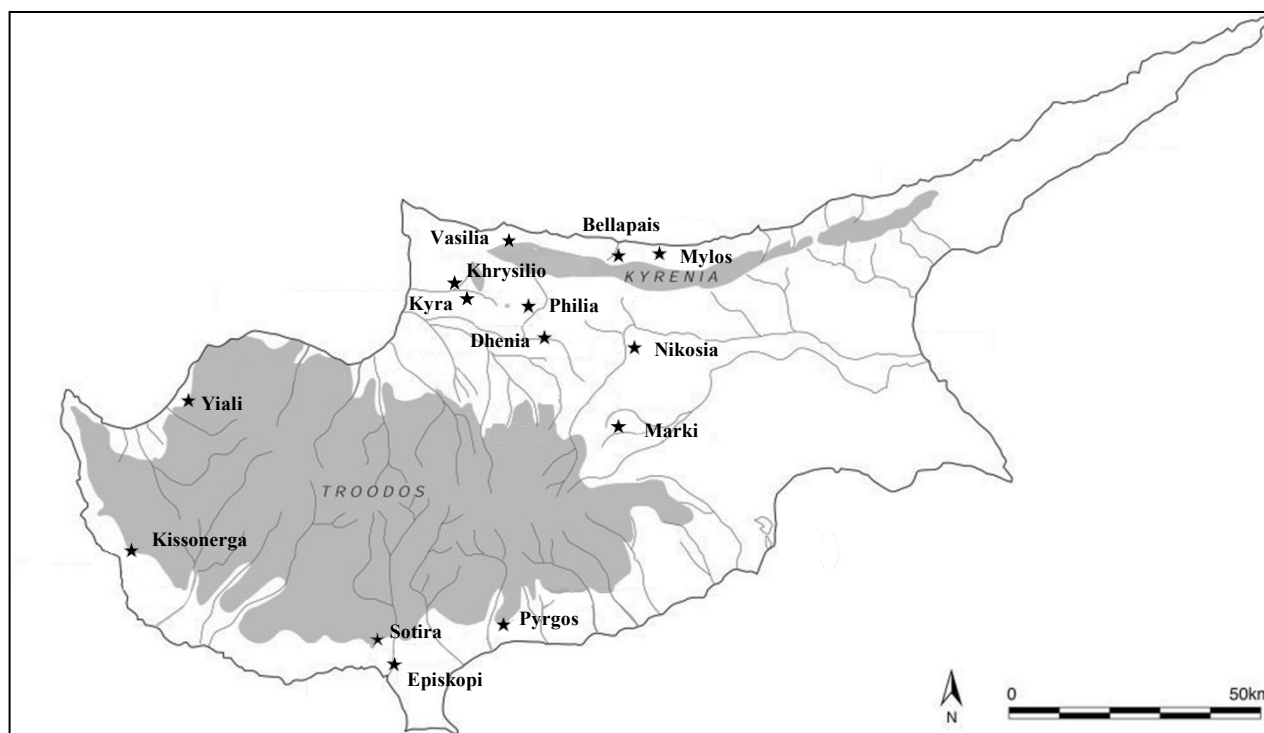 Bellapais
Vasilia
Mylos
Khrysilio
KYRENIA
Kyra
Philia
Dhenia
Nikosia
Yiali
Marki
TROODOS
Kissonerga
Pyrgos
Sotira
Episkopi
0
50km
N